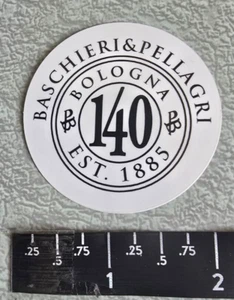 BASCHIERI&PELLAGRI
BOLOGNA
140
EST. 1885
.25 .5 .75 1 .25 .5 .75 2